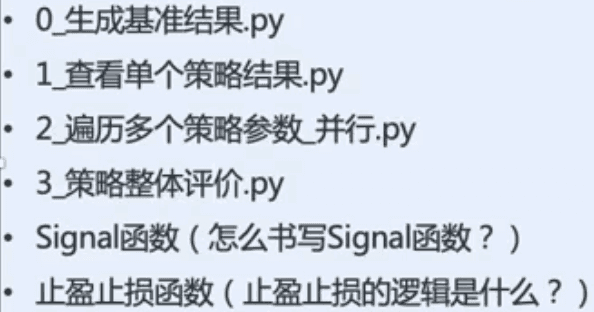 • 0_生成基准结果.py
• 1_查看单个策略结果.py
• 2_遍历多个策略参数_并行.py
• 3_策略整体评价.py
• Signal函数（怎么书写Signal函数？）
• 止盈止损函数（止盈止损的逻辑是什么？）